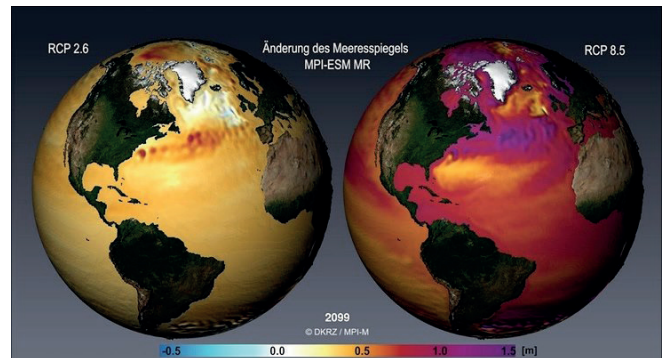 RCP 2.6
Änderung des Meeresspiegels
MPI-ESM MR
RCP 8.5
2099
© DKRZ / MPI-M
-0.5 0.0 0.5 1.0 1.5 [m]